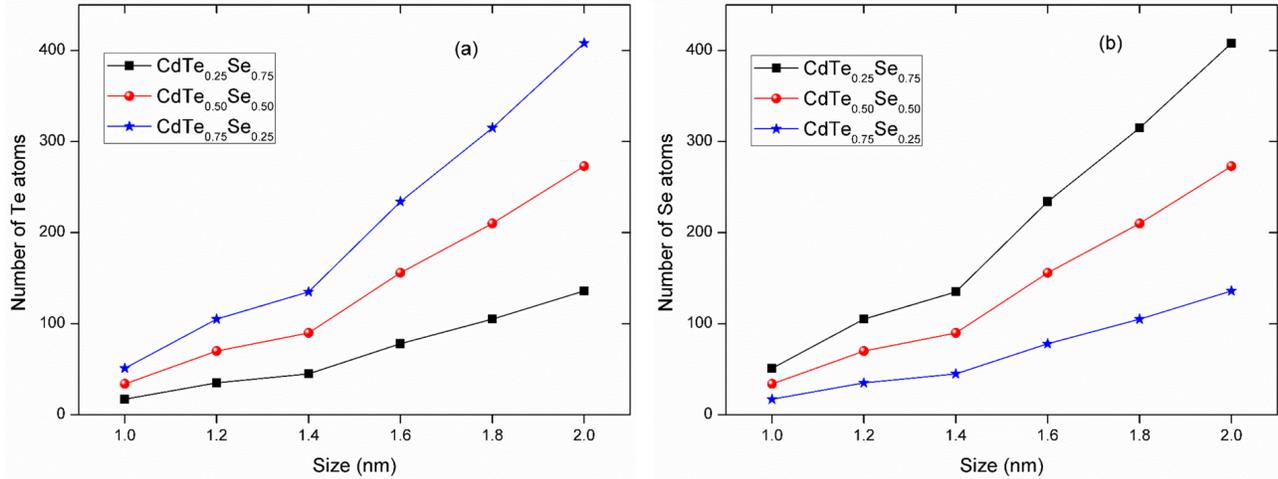 (a)
CdTe0.25Se0.75
CdTe0.50Se0.50
CdTe0.75Se0.25
Number of Te atoms
400
300
200
100
0
1.0 1.2 1.4 1.6 1.8 2.0
Size (nm)
(b)
CdTe0.25Se0.75
CdTe0.50Se0.50
CdTe0.75Se0.25
Number of Se atoms
400
300
200
100
0
1.0 1.2 1.4 1.6 1.8 2.0
Size (nm)